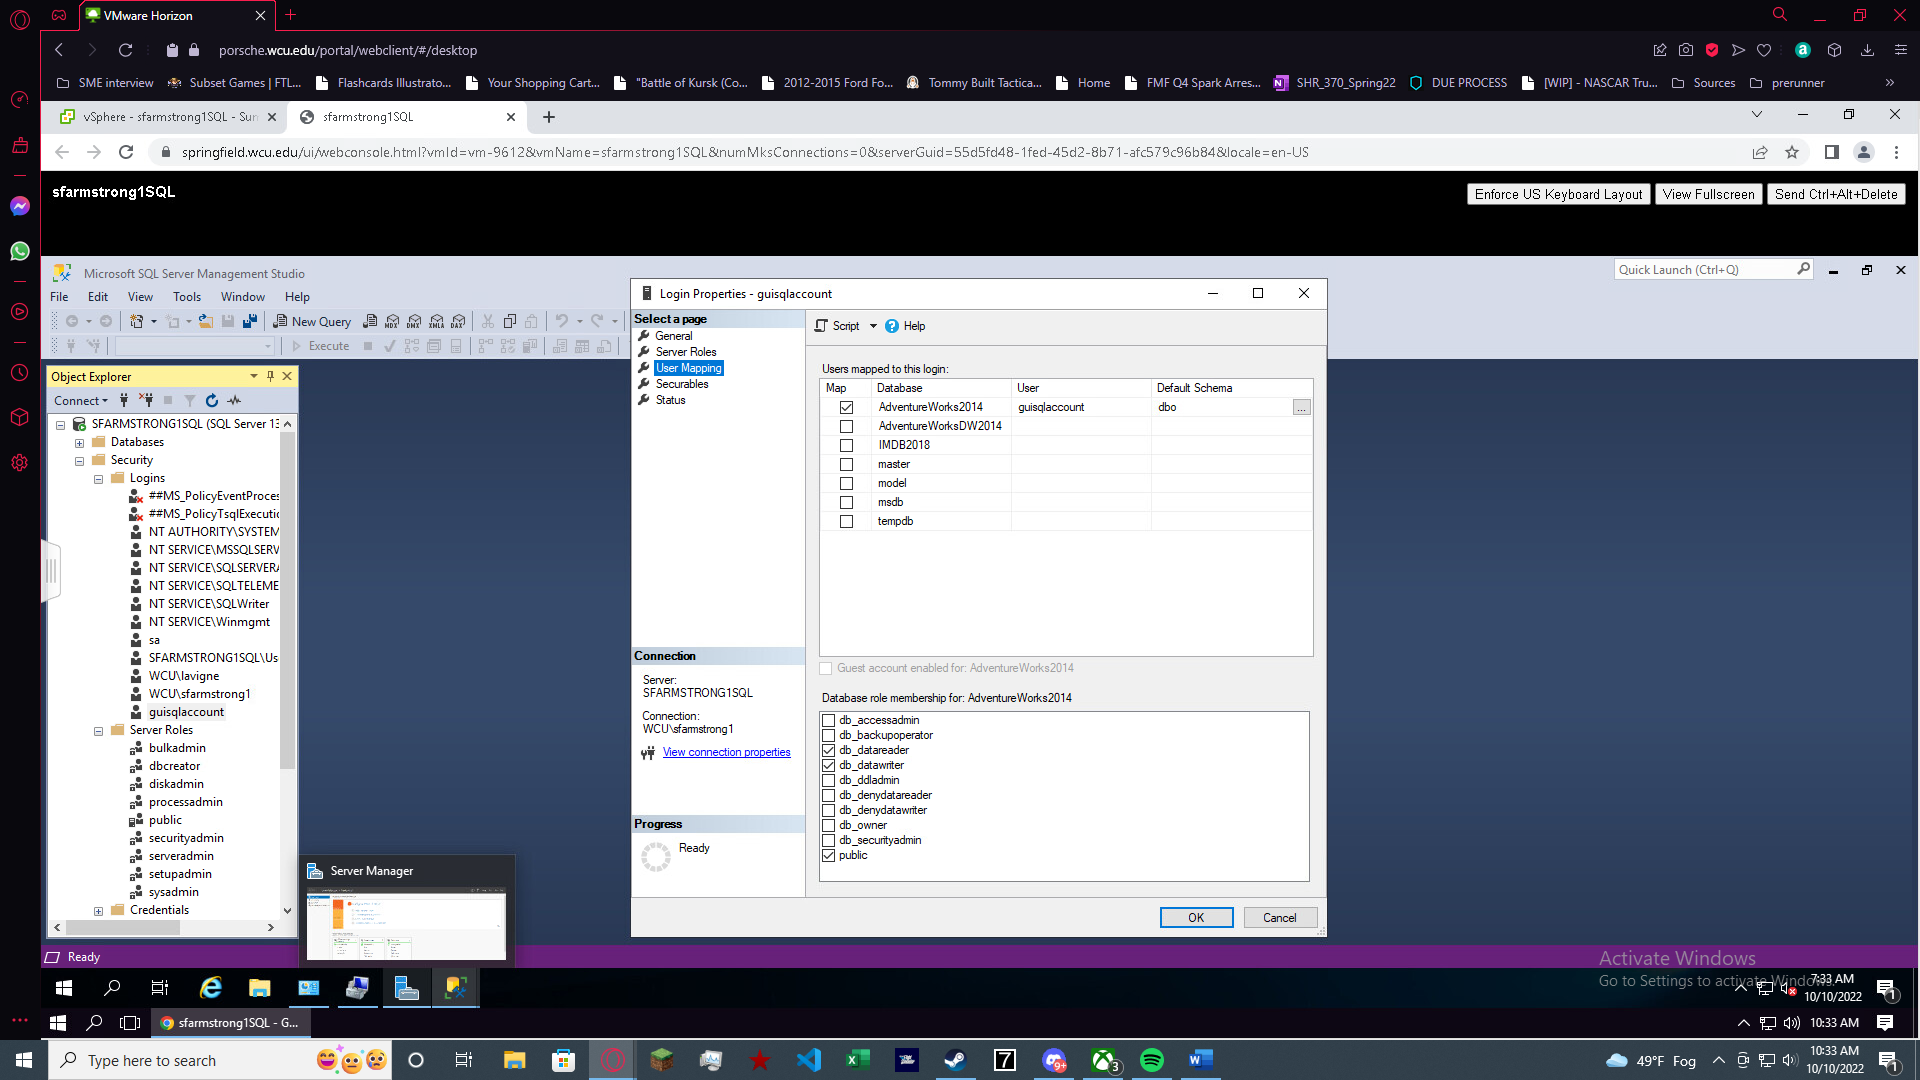 VMware Horizon
porsche.wcu.edu/portal/webclient/#/desktop
SME interview
Subset Games | FTL...
Flashcards Illustrato...
Your Shopping Cart...
"Battle of Kursk (Co...
2012-2015 Ford Fo...
Tommy Built Tactica...
Home
FMF Q4 Spark Arres...
SHR_370_Spring22
DUE PROCESS
[WIP] - NASCAR Tru...
Sources
prerunner
vSphere - sfarmstrong1SQL - Sum
sfarmstrong1SQL
springfield.wcu.edu/ui/webconsole.html?vmId=vm-9612&vmName=sfarmstrong1SQL&numMksConnections=0&serverGuid=55d5fd48-1fed-45d2-8b71-afc579c96b84&locale=en-US
sfarmstrong1SQL
Enforce US Keyboard Layout
View Fullscreen
Send Ctrl+Alt+Delete
Microsoft SQL Server Management Studio
Quick Launch (Ctrl+Q)
File Edit View Tools Window Help
New Query
MDX DMX XMLA DAX
Execute
Object Explorer
Connect
SFARMSTRONG1SQL (SQL Server 13
Databases
Security
Logins
##MS_PolicyEventProces
##MS_PolicyTsqlExecutio
NT AUTHORITY\SYSTEM
NT SERVICE\MSSQLSERV
NT SERVICE\SQLSERVERA
NT SERVICE\SQLTELEME
NT SERVICE\SQLWriter
NT SERVICE\Winmgmt
sa
SFARMSTRONG1SQL\Us
WCU\lavigne
WCU\sfarmstrong1
guisqlaccount
Server Roles
bulkadmin
dbcreator
diskadmin
processadmin
public
securityadmin
serveradmin
setupadmin
sysadmin
Credentials
Login Properties - guisqlaccount
Select a page
General
Server Roles
User Mapping
Securables
Status
Connection
Server:
SFARMSTRONG1SQL
Connection:
WCU\sfarmstrong1
View connection properties
Progress
Ready
Script
Help
Users mapped to this login:
Map Database User Default Schema
AdventureWorks2014 guisqlaccount dbo ...
AdventureWorksDW2014
IMDB2018
master
model
msdb
tempdb
Guest account enabled for: AdventureWorks2014
Database role membership for: AdventureWorks2014
db_accessadmin
db_backupoperator
db_datareader
db_datawriter
db_ddladmin
db_denydatareader
db_denydatawriter
db_owner
db_securityadmin
public
OK
Cancel
Server Manager
Ready
Activate Windows
Go to Settings to activate Windows.
7:33 AM
10/10/2022
1
sfarmstrong1SQL - G...
10:33 AM
Type here to search
7
9+
3
49°F Fog
10:33 AM
10/10/2022
1